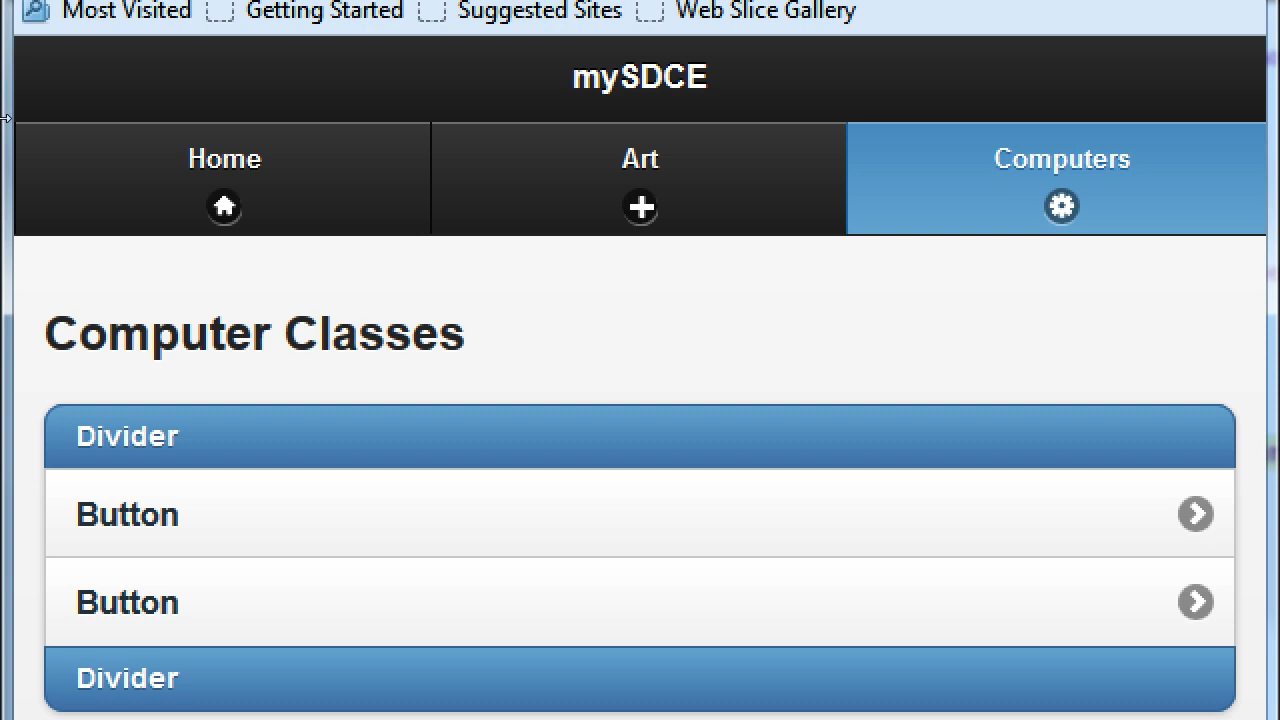 Most Visited Getting Started Suggested Sites Web Slice Gallery
mySDCE
Home Art Computers
Computer Classes
Divider
Button
Button
Divider